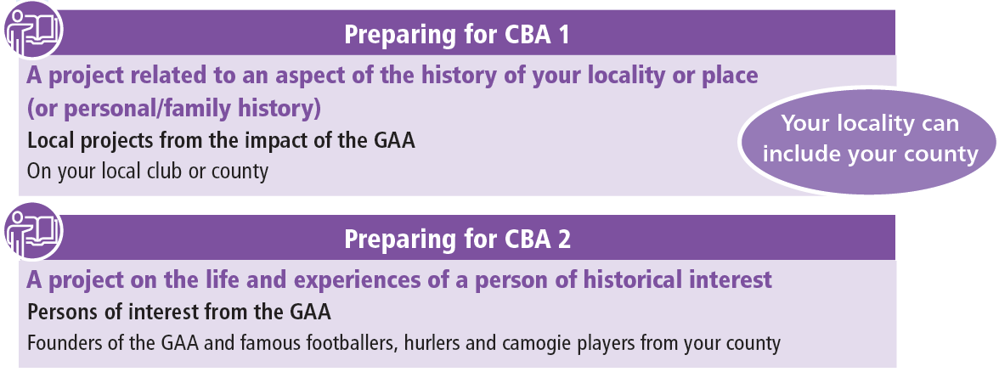 Preparing for CBA 1
A project related to an aspect of the history of your locality or place
(or personal/family history)
Local projects from the impact of the GAA
On your local club or county
Your locality can
include your county
Preparing for CBA 2
A project on the life and experiences of a person of historical interest
Persons of interest from the GAA
Founders of the GAA and famous footballers, hurlers and camogie players from your county